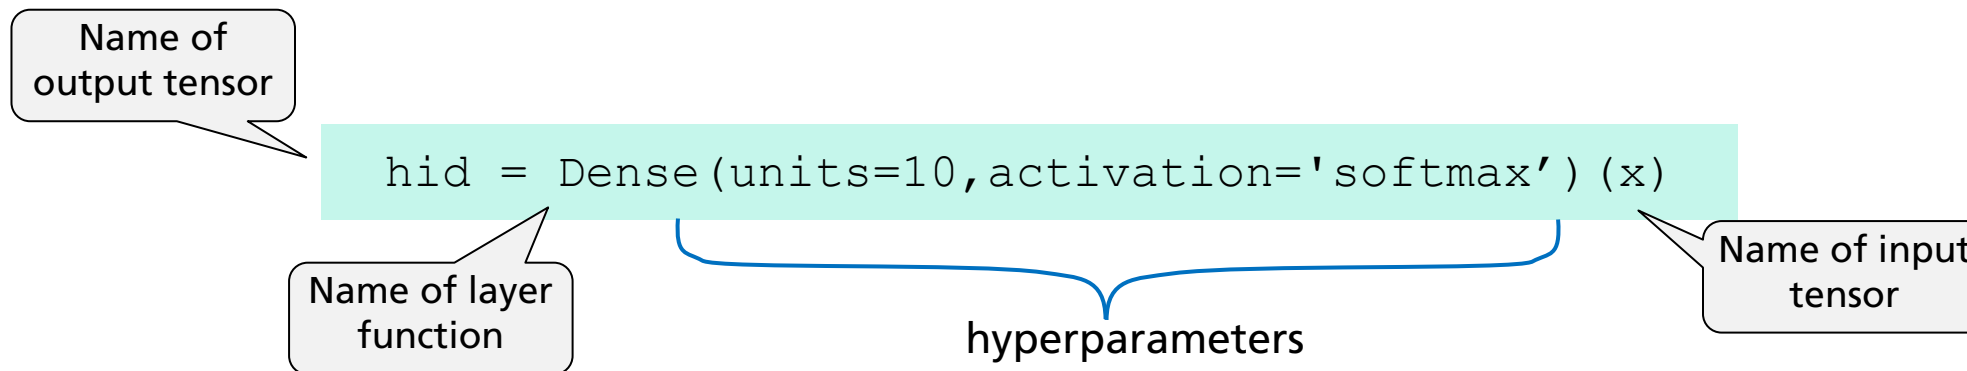 Name of
output tensor
hid = Dense(units=10,activation='softmax’)(x)
Name of layer
function
hyperparameters
Name of input
tensor